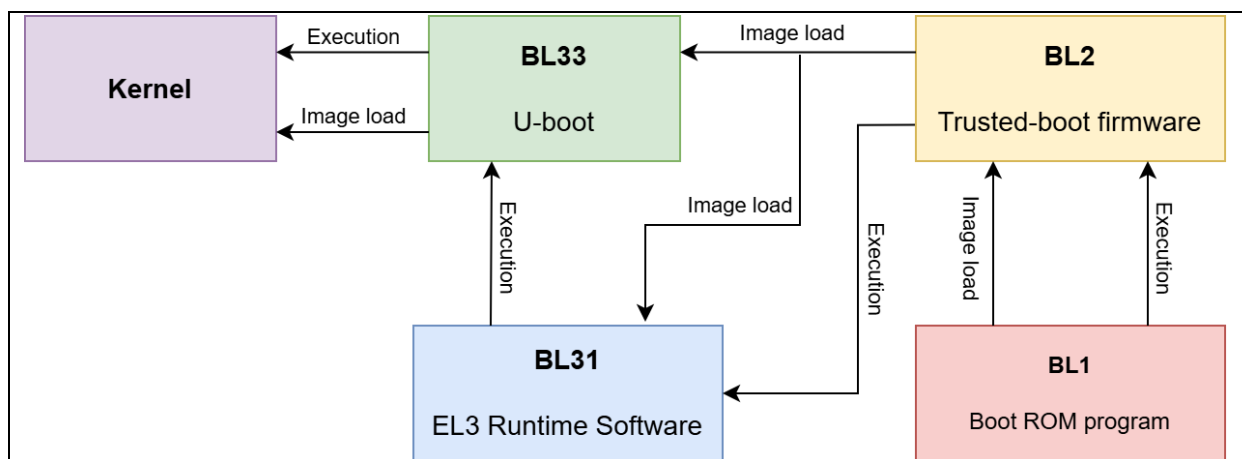 Kernel
Execution
Image load
BL33
U-boot
Image load
BL2
Trusted-boot firmware
Execution
Image load
Execution
Image load
Execution
BL31
EL3 Runtime Software
BL1
Boot ROM program